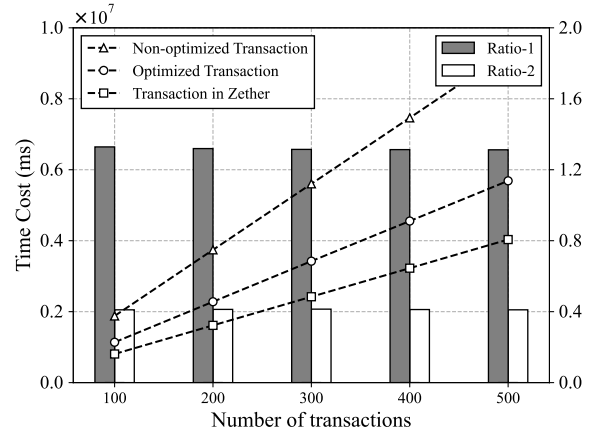 ×10⁷
1.0
0.8
0.6
0.4
0.2
0.0
Time Cost (ms)
Non-optimized Transaction
Optimized Transaction
Transaction in Zether
Ratio-1
Ratio-2
2.0
1.6
1.2
0.8
0.4
0.0
100 200 300 400 500
Number of transactions